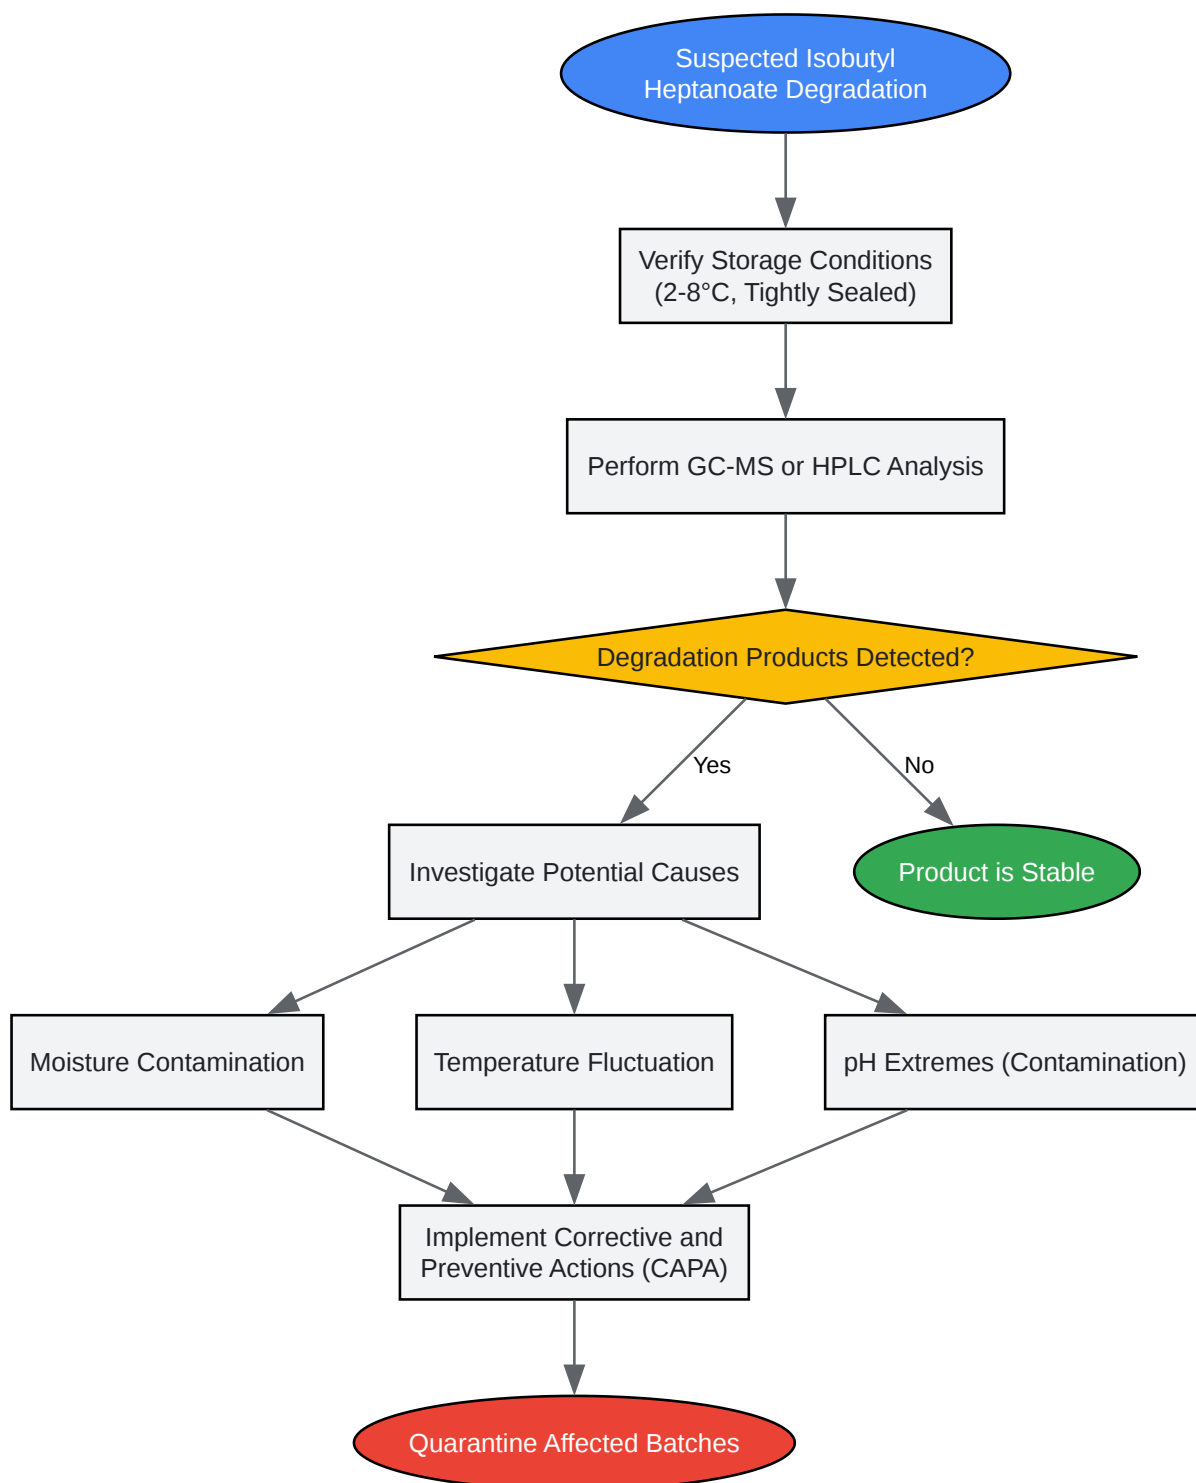 Suspected Isobutyl
Heptanoate Degradation
Verify Storage Conditions
(2-8°C, Tightly Sealed)
Perform GC-MS or HPLC Analysis
Degradation Products Detected?
Yes
No
Investigate Potential Causes
Product is Stable
Moisture Contamination
Temperature Fluctuation
pH Extremes (Contamination)
Implement Corrective and
Preventive Actions (CAPA)
Quarantine Affected Batches